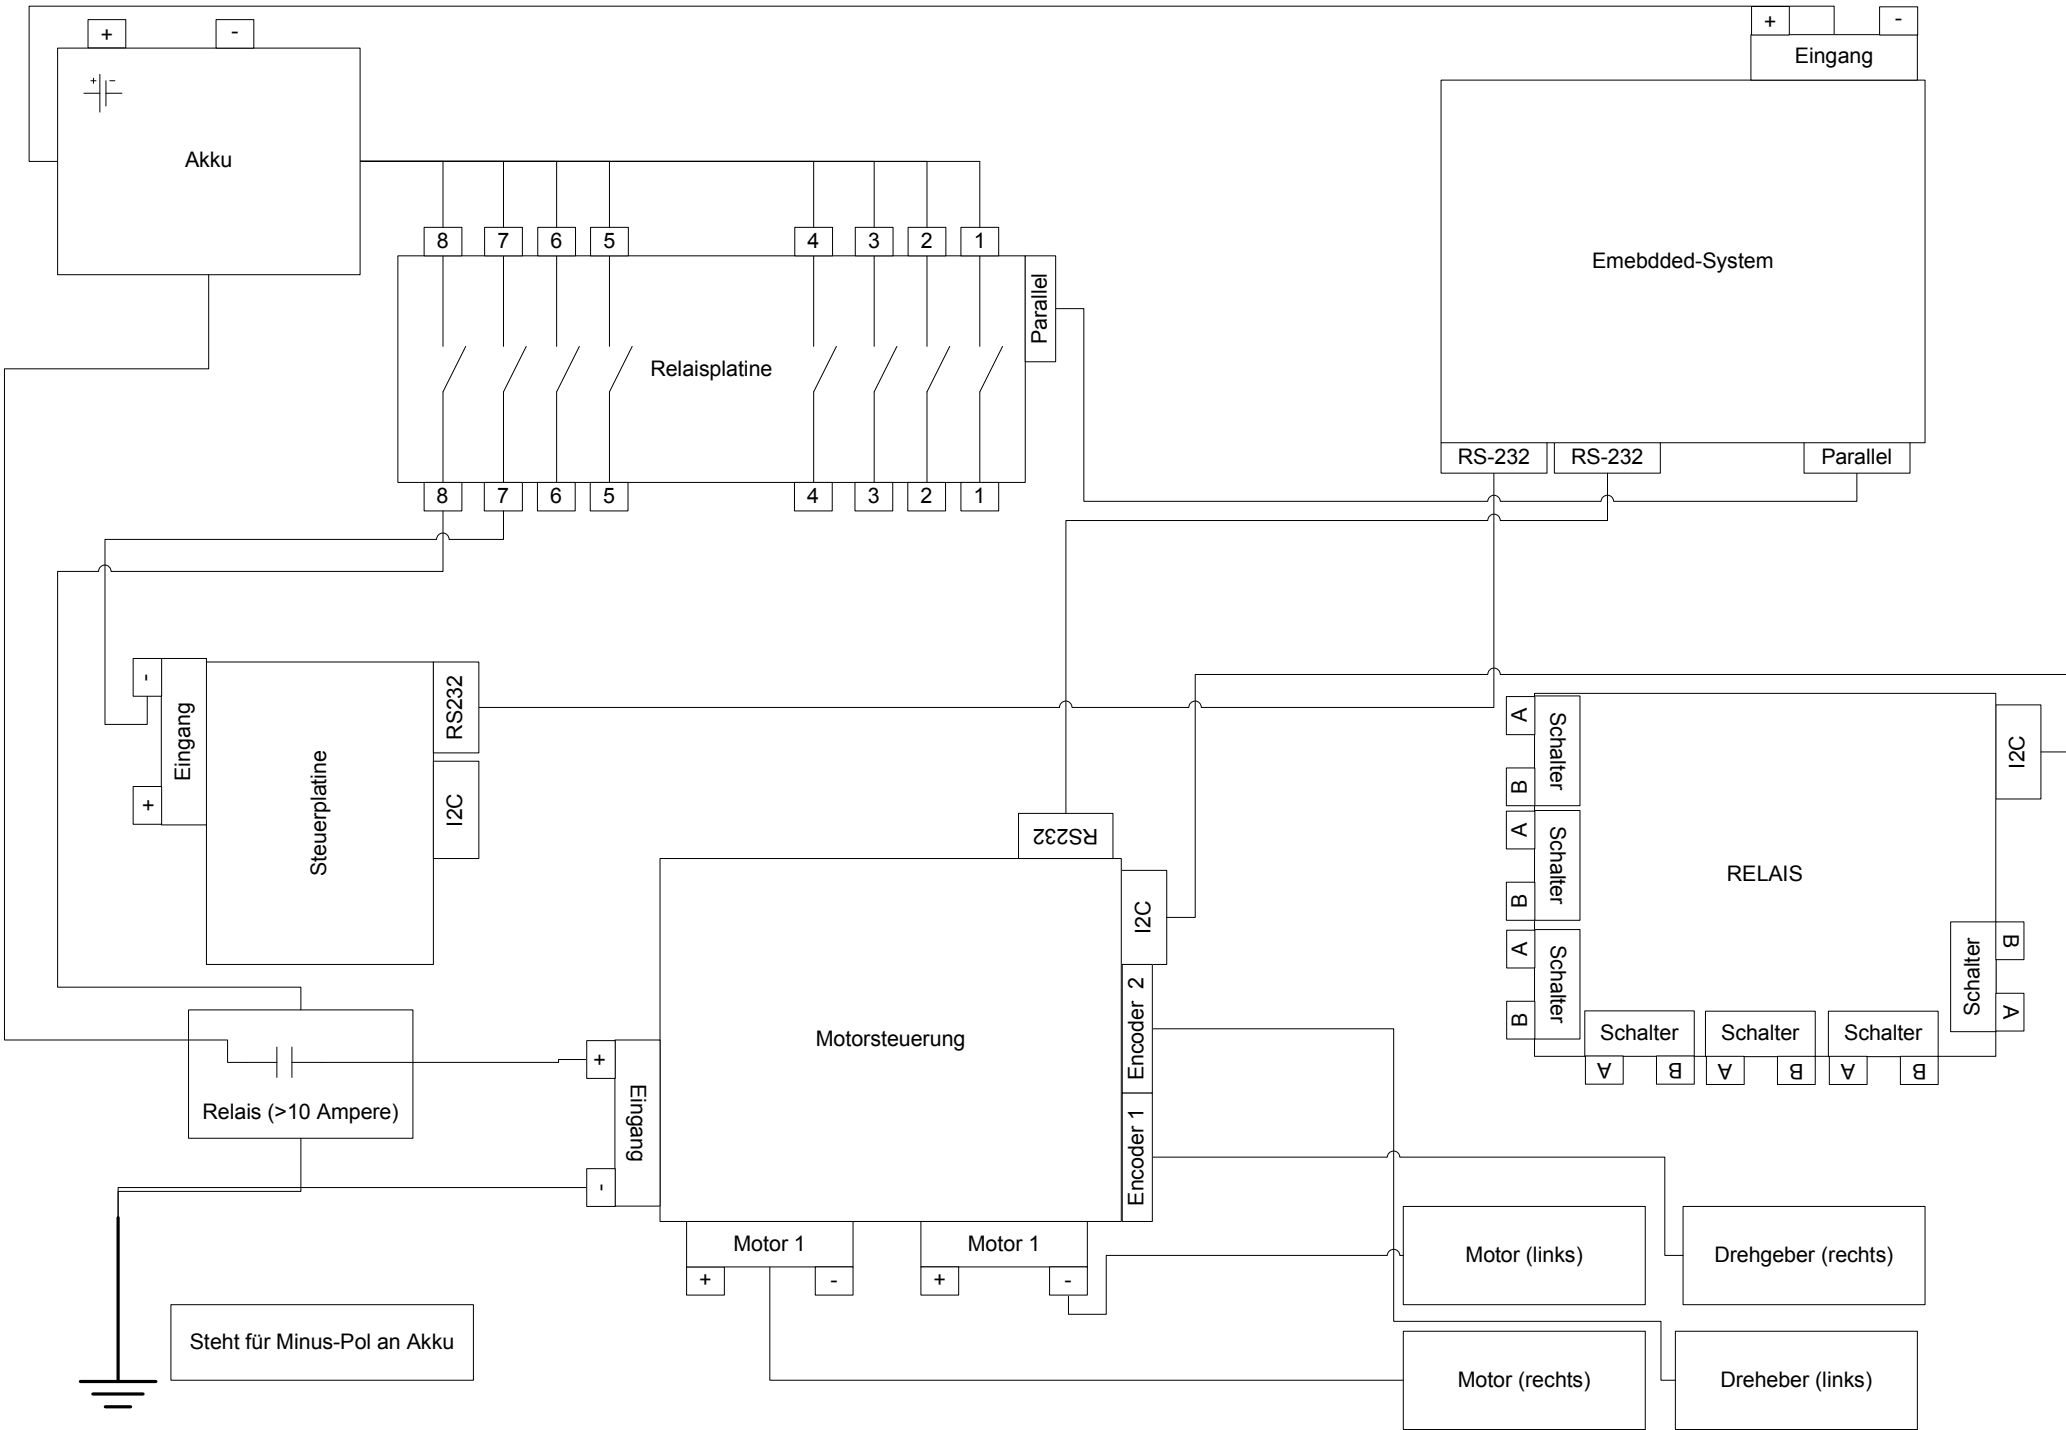 + -
+ -
Eingang
+ -
Akku
Emebdded-System
8 7 6 5 4 3 2 1
Parallel
Relaisplatine
RS-232 RS-232 Parallel
8 7 6 5 4 3 2 1
-
Eingang
+
Steuerplatine
RS232
I2C
A
B
Schalter
A
B
Schalter
A
B
Schalter
I2C
RELAIS
B
A
Schalter
Schalter Schalter Schalter
A B A B A B
RS232
I2C
Encoder 2
Encoder 1
Motorsteuerung
+
Eingang
-
Relais (>10 Ampere)
Motor 1 Motor 1
+ - + -
Motor (links) Drehgeber (rechts)
Motor (rechts) Dreheber (links)
Steht für Minus-Pol an Akku